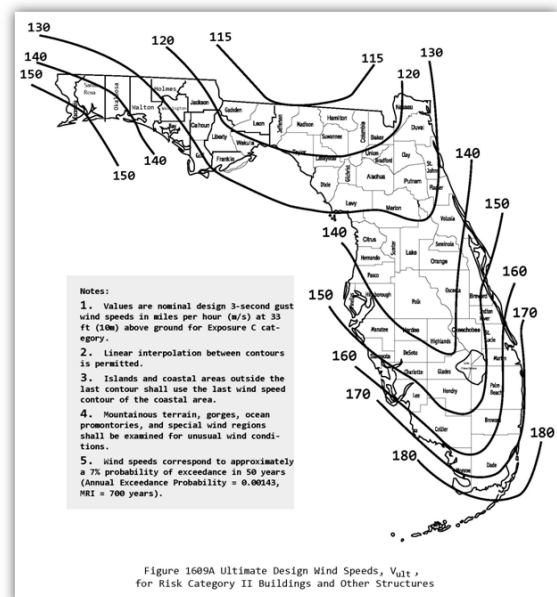 115
130
120
115
130
140
120
150
140
150
Santa
Rosa
Okaloosa
Holmes
Walton
Jackson
Bay
Calhoun
Gulf
Liberty
Gadsden
Leon
Wakulla
Franklin
Madison
Hamilton
Suwannee
Columbia
Baker
Nassau
Duval
Union
Bradford
Clay
St.
Johns
Dixie
Gilchrist
Alachua
Putnam
Flagler
Levy
Marion
140
150
Volusia
140
Citrus
Sumter
Lake
Seminole
Hernando
Orange
Pasco
160
Osceola
Brevard
150
Hillsborough
Polk
Indian
River
170
Manatee
Hardee
Okeechobee
St.
Lucie
Highlands
160
Sarasota
DeSoto
Martin
Charlotte
Glades
170
Lee
Hendry
Palm
Beach
Collier
Broward
180
Monroe
Dade
180
Notes:
1. Values are nominal design 3-second gust
wind speeds in miles per hour (m/s) at 33
ft (10m) above ground for Exposure C cat-
egory.
2. Linear interpolation between contours
is permitted.
3. Islands and coastal areas outside the
last contour shall use the last wind speed
contour of the coastal area.
4. Mountainous terrain, gorges, ocean
promontories, and special wind regions
shall be examined for unusual wind condi-
tions.
5. Wind speeds correspond to approximately
a 7% probability of exceedance in 50 years
(Annual Exceedance Probability = 0.00143,
MRI = 700 years).
Figure 1609A Ultimate Design Wind Speeds, Vult ,
for Risk Category II Buildings and Other Structures